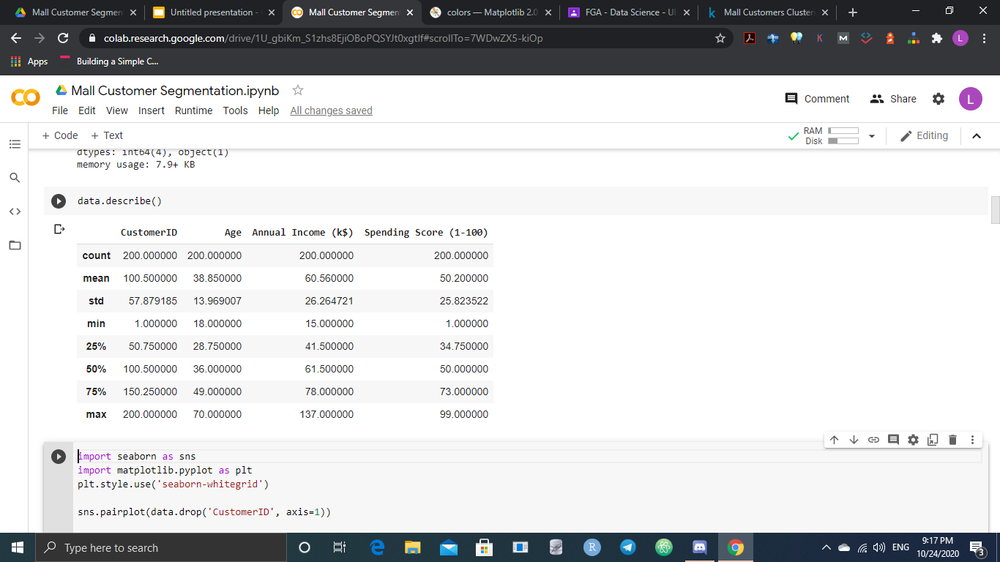 Mall Customer Segmen
Untitled presentation -
Mall Customer Segmen
colors — Matplotlib 2.0
FGA - Data Science - U
Mall Customers Cluster
colab.research.google.com/drive/1U_gbiKm_S1zhs8EjiOBoPQSYJt0xgtIf#scrollTo=7WDwZX5-kiOp
Apps
Building a Simple C...
Mall Customer Segmentation.ipynb
Comment Share L
File Edit View Insert Runtime Tools Help All changes saved
+ Code + Text
RAM
Disk
Editing
dtypes: int64(4), object(1)
memory usage: 7.9+ KB
data.describe()
CustomerID Age Annual Income (k$) Spending Score (1-100)
count 200.000000 200.000000 200.000000 200.000000
mean 100.500000 38.850000 60.560000 50.200000
std 57.879185 13.969007 26.264721 25.823522
min 1.000000 18.000000 15.000000 1.000000
25% 50.750000 28.750000 41.500000 34.750000
50% 100.500000 36.000000 61.500000 50.000000
75% 150.250000 49.000000 78.000000 73.000000
max 200.000000 70.000000 137.000000 99.000000
import seaborn as sns
import matplotlib.pyplot as plt
plt.style.use('seaborn-whitegrid')
sns.pairplot(data.drop('CustomerID', axis=1))
Type here to search
ENG
9:17 PM
10/24/2020
3